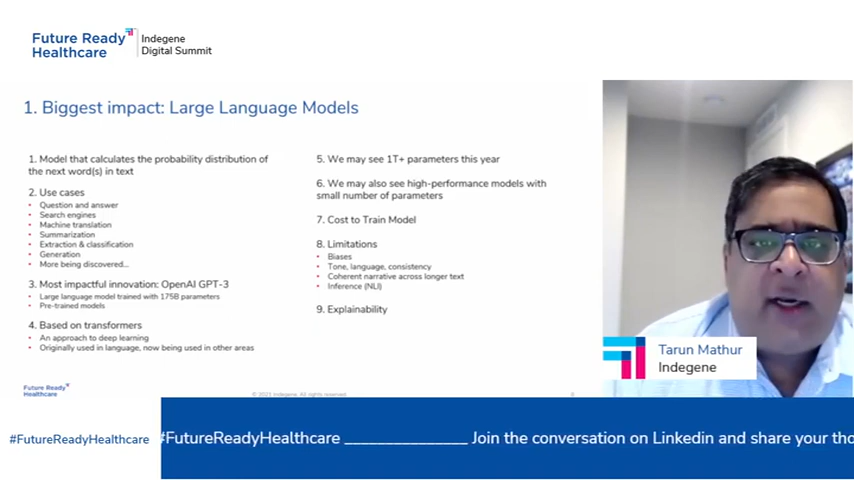 Future Ready
Healthcare
Indegene
Digital Summit
1. Biggest impact: Large Language Models
1. Model that calculates the probability distribution of
the next word(s) in text
2. Use cases
• Question and answer
• Search engines
• Machine translation
• Summarization
• Extraction & classification
• Generation
• More being discovered...
3. Most impactful innovation: OpenAI GPT-3
• Large language model trained with 175B parameters
• Pre-trained models
4. Based on transformers
• An approach to deep learning
• Originally used in language, now being used in other areas
5. We may see 1T+ parameters this year
6. We may also see high-performance models with
small number of parameters
7. Cost to Train Model
8. Limitations
• Biases
• Tone, language, consistency
• Coherent narrative across longer text
• Inference (NLI)
9. Explainability
Tarun Mathur
Indegene
Future Ready
Healthcare
© 2021 Indegene. All rights reserved.
#FutureReadyHealthcare
#FutureReadyHealthcare _______________ Join the conversation on Linkedin and share your tho